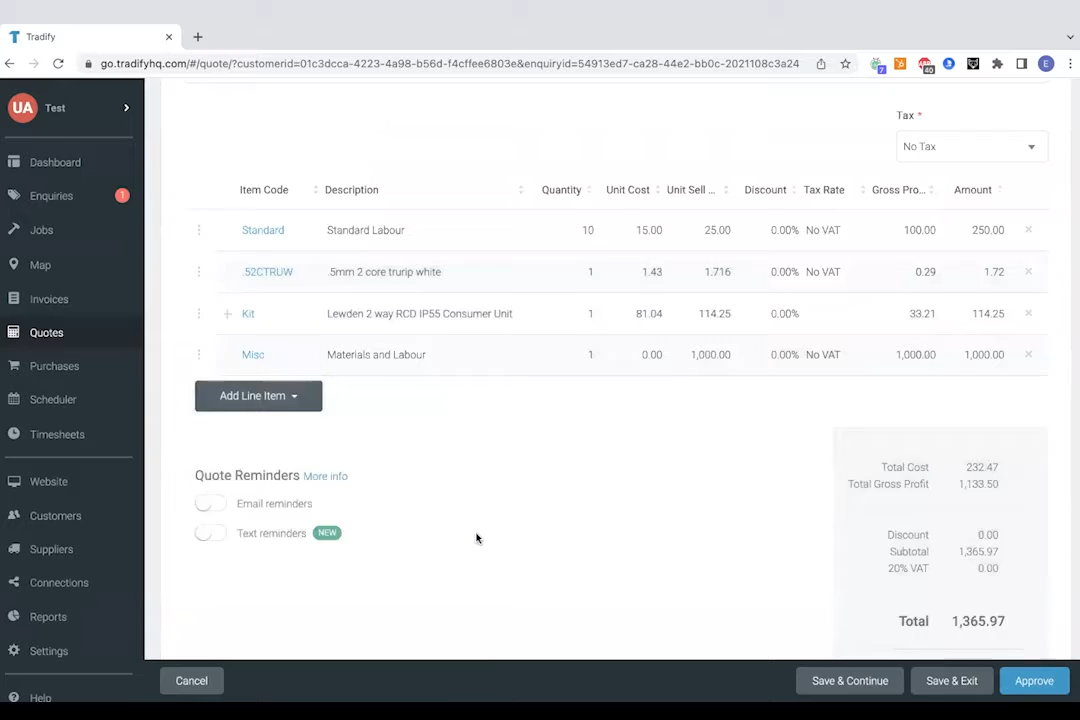 Tradify
go.tradifyhq.com/#/quote/?customerid=01c3dcca-4223-4a98-b56d-f4cffee6803e&enquiryid=54913ed7-ca28-44e2-bb0c-2021108c3a24
7
40
E
UA
Test
Dashboard
Enquiries
1
Jobs
Map
Invoices
Quotes
Purchases
Scheduler
Timesheets
Website
Customers
Suppliers
Connections
Reports
Settings
Help
Tax *
No Tax
Item Code Description Quantity Unit Cost Unit Sell ... Discount Tax Rate Gross Pro... Amount
Standard Standard Labour 10 15.00 25.00 0.00% No VAT 100.00 250.00
.52CTRUW .5mm 2 core trurip white 1 1.43 1.716 0.00% No VAT 0.29 1.72
Kit Lewden 2 way RCD IP55 Consumer Unit 1 81.04 114.25 0.00% 33.21 114.25
Misc Materials and Labour 1 0.00 1,000.00 0.00% No VAT 1,000.00 1,000.00
Add Line Item
Quote Reminders More info
Email reminders
Text reminders NEW
Total Cost 232.47
Total Gross Profit 1,133.50
Discount 0.00
Subtotal 1,365.97
20% VAT 0.00
Total 1,365.97
Cancel
Save & Continue
Save & Exit
Approve